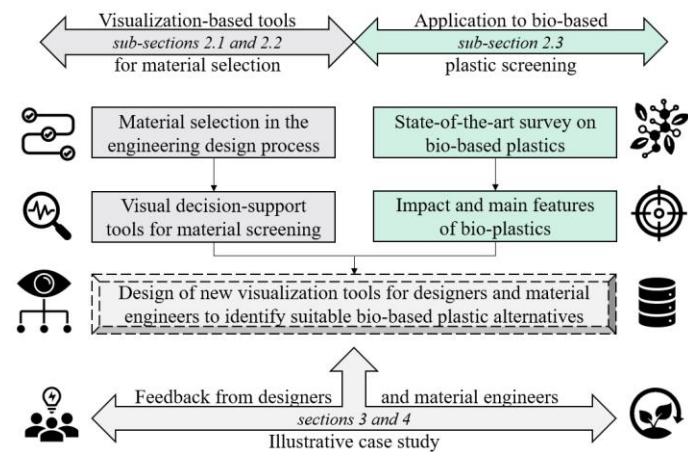 Visualization-based tools
sub-sections 2.1 and 2.2
for material selection
Application to bio-based
sub-section 2.3
plastic screening
Material selection in the
engineering design process
State-of-the-art survey on
bio-based plastics
Visual decision-support
tools for material screening
Impact and main features
of bio-plastics
Design of new visualization tools for designers and material
engineers to identify suitable bio-based plastic alternatives
Feedback from designers and material engineers
sections 3 and 4
Illustrative case study